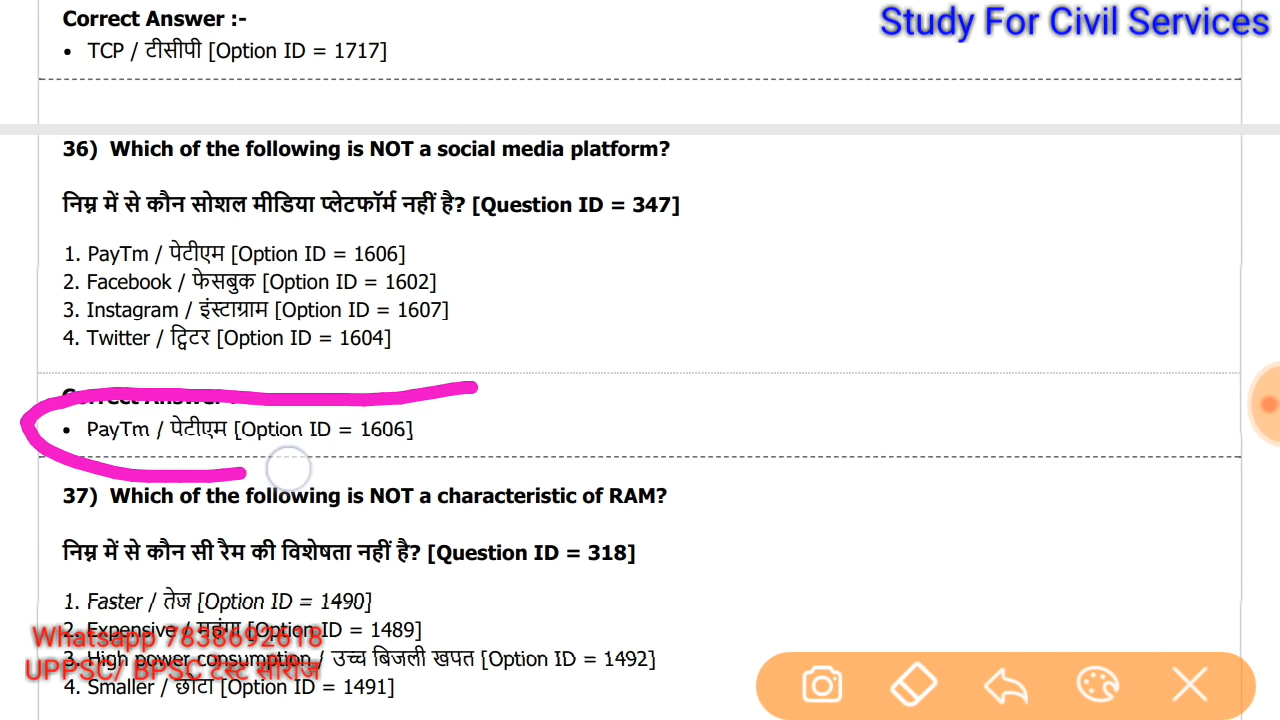 Correct Answer :-
Study For Civil Services
• TCP / टीसीपी [Option ID = 1717]
36) Which of the following is NOT a social media platform?
निम्न में से कौन सोशल मीडिया प्लेटफॉर्म नहीं है? [Question ID = 347]
1. PayTm / पेटीएम [Option ID = 1606]
2. Facebook / फेसबुक [Option ID = 1602]
3. Instagram / इंस्टाग्राम [Option ID = 1607]
4. Twitter / ट्विटर [Option ID = 1604]
Correct Answer :-
• PayTm / पेटीएम [Option ID = 1606]
37) Which of the following is NOT a characteristic of RAM?
निम्न में से कौन सी रैम की विशेषता नहीं है? [Question ID = 318]
1. Faster / तेज [Option ID = 1490]
2. Expensive / महंगा [Option ID = 1489]
Whatsapp 7838692618
3. High power consumption / उच्च बिजली खपत [Option ID = 1492]
UPPSC/ BPSC टेस्ट सीरीज
4. Smaller / छोटा [Option ID = 1491]